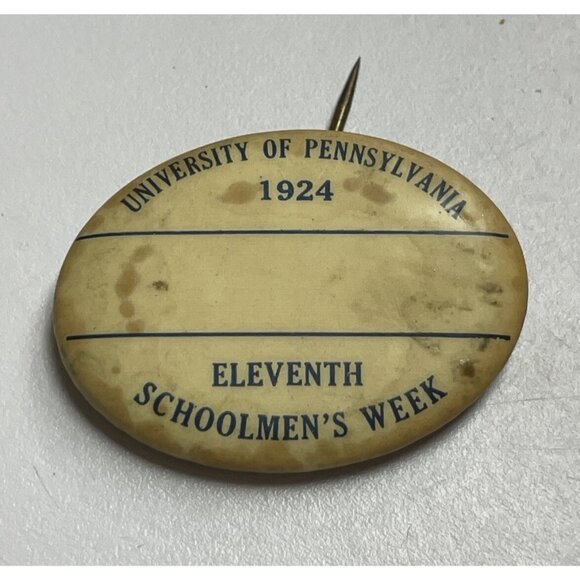 UNIVERSITY OF PENNSYLVANIA
1924
ELEVENTH
SCHOOLMEN'S WEEK